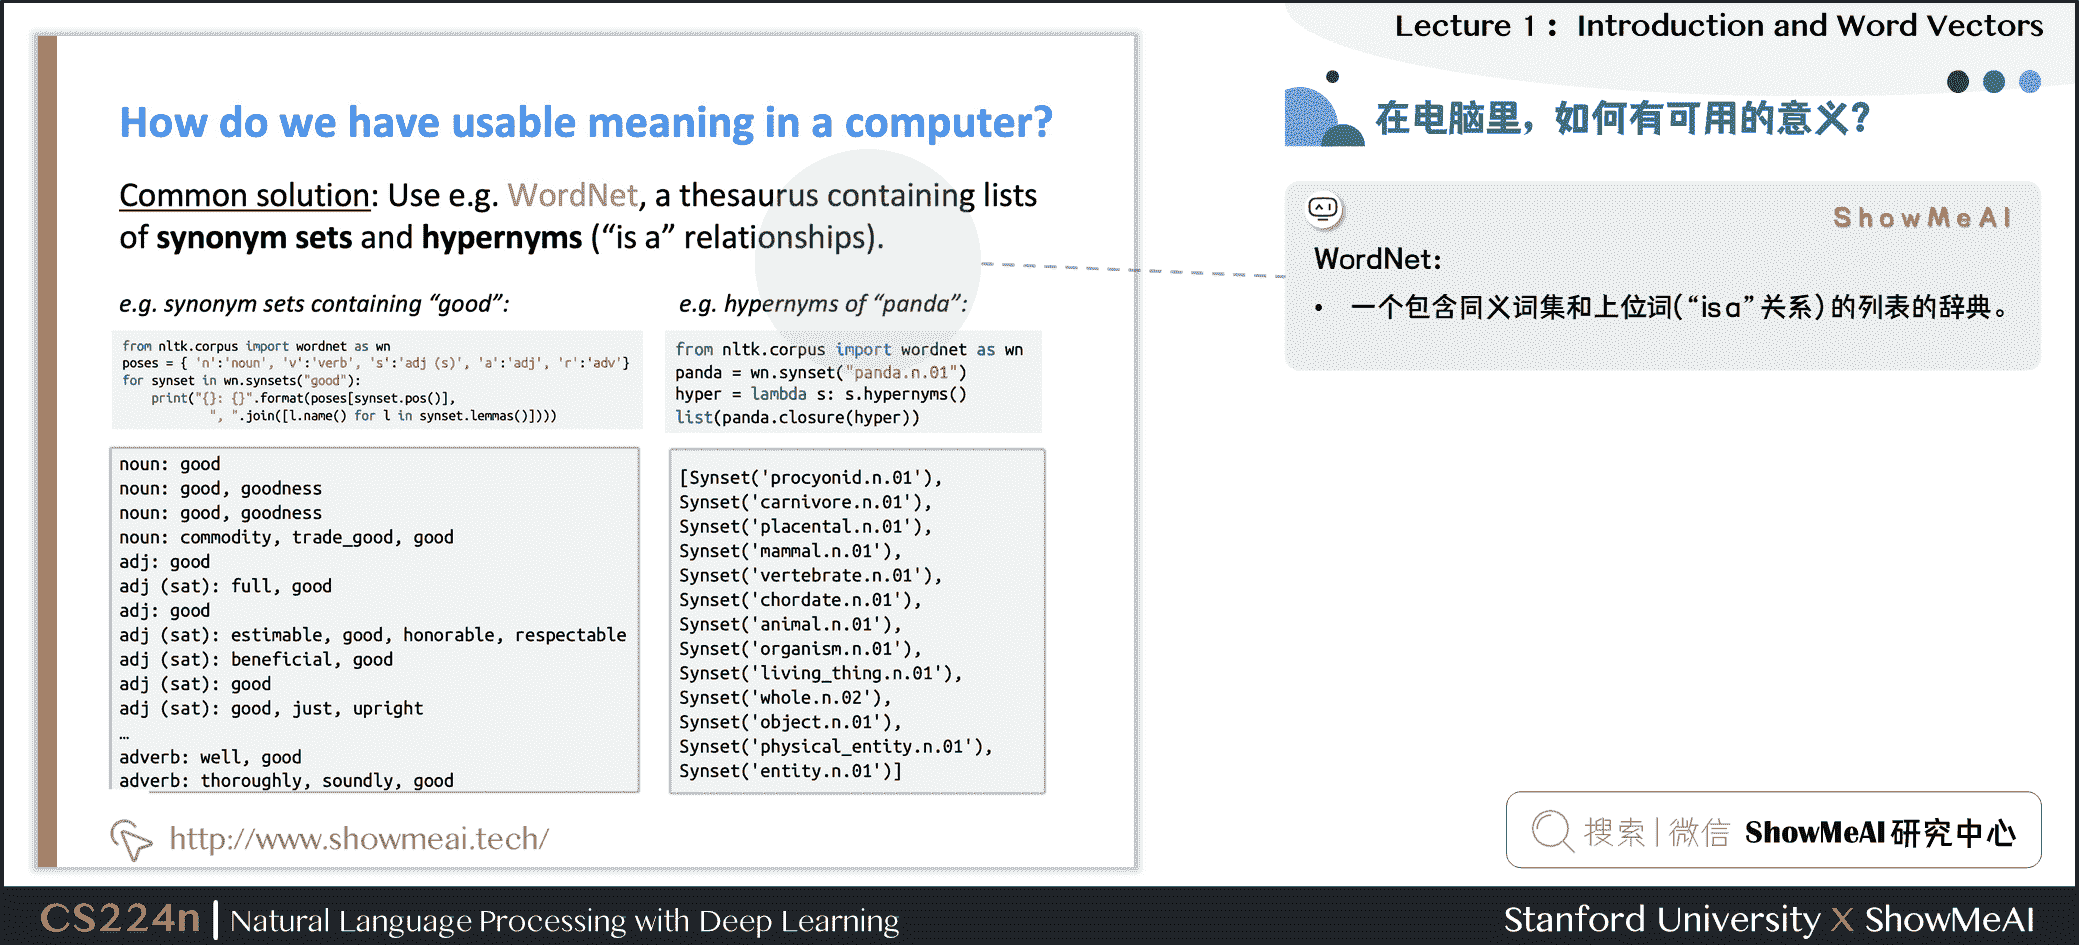 Lecture 1： Introduction and Word Vectors
How do we have usable meaning in a computer?
Common solution: Use e.g. WordNet, a thesaurus containing lists
of synonym sets and hypernyms (“is a” relationships).
e.g. synonym sets containing “good”:
from nltk.corpus import wordnet as wn
poses = { 'n':'noun', 'v':'verb', 's':'adj (s)', 'a':'adj', 'r':'adv'}
for synset in wn.synsets("good"):
    print("{}: {}".format(poses[synset.pos()],
        ", ".join([l.name() for l in synset.lemmas()])))
noun: good
noun: good, goodness
noun: good, goodness
noun: commodity, trade_good, good
adj: good
adj (sat): full, good
adj: good
adj (sat): estimable, good, honorable, respectable
adj (sat): beneficial, good
adj (sat): good
adj (sat): good, just, upright
…
adverb: well, good
adverb: thoroughly, soundly, good
e.g. hypernyms of “panda”:
from nltk.corpus import wordnet as wn
panda = wn.synset("panda.n.01")
hyper = lambda s: s.hypernyms()
list(panda.closure(hyper))
[Synset('procyonid.n.01'),
Synset('carnivore.n.01'),
Synset('placental.n.01'),
Synset('mammal.n.01'),
Synset('vertebrate.n.01'),
Synset('chordate.n.01'),
Synset('animal.n.01'),
Synset('organism.n.01'),
Synset('living_thing.n.01'),
Synset('whole.n.02'),
Synset('object.n.01'),
Synset('physical_entity.n.01'),
Synset('entity.n.01')]
http://www.showmeai.tech/
在电脑里，如何有可用的意义？
ShowMeAI
WordNet:
• 一个包含同义词集和上位词(“is a”关系)的列表的辞典。
搜索|微信 ShowMeAI研究中心
CS224n | Natural Language Processing with Deep Learning
Stanford University X ShowMeAI